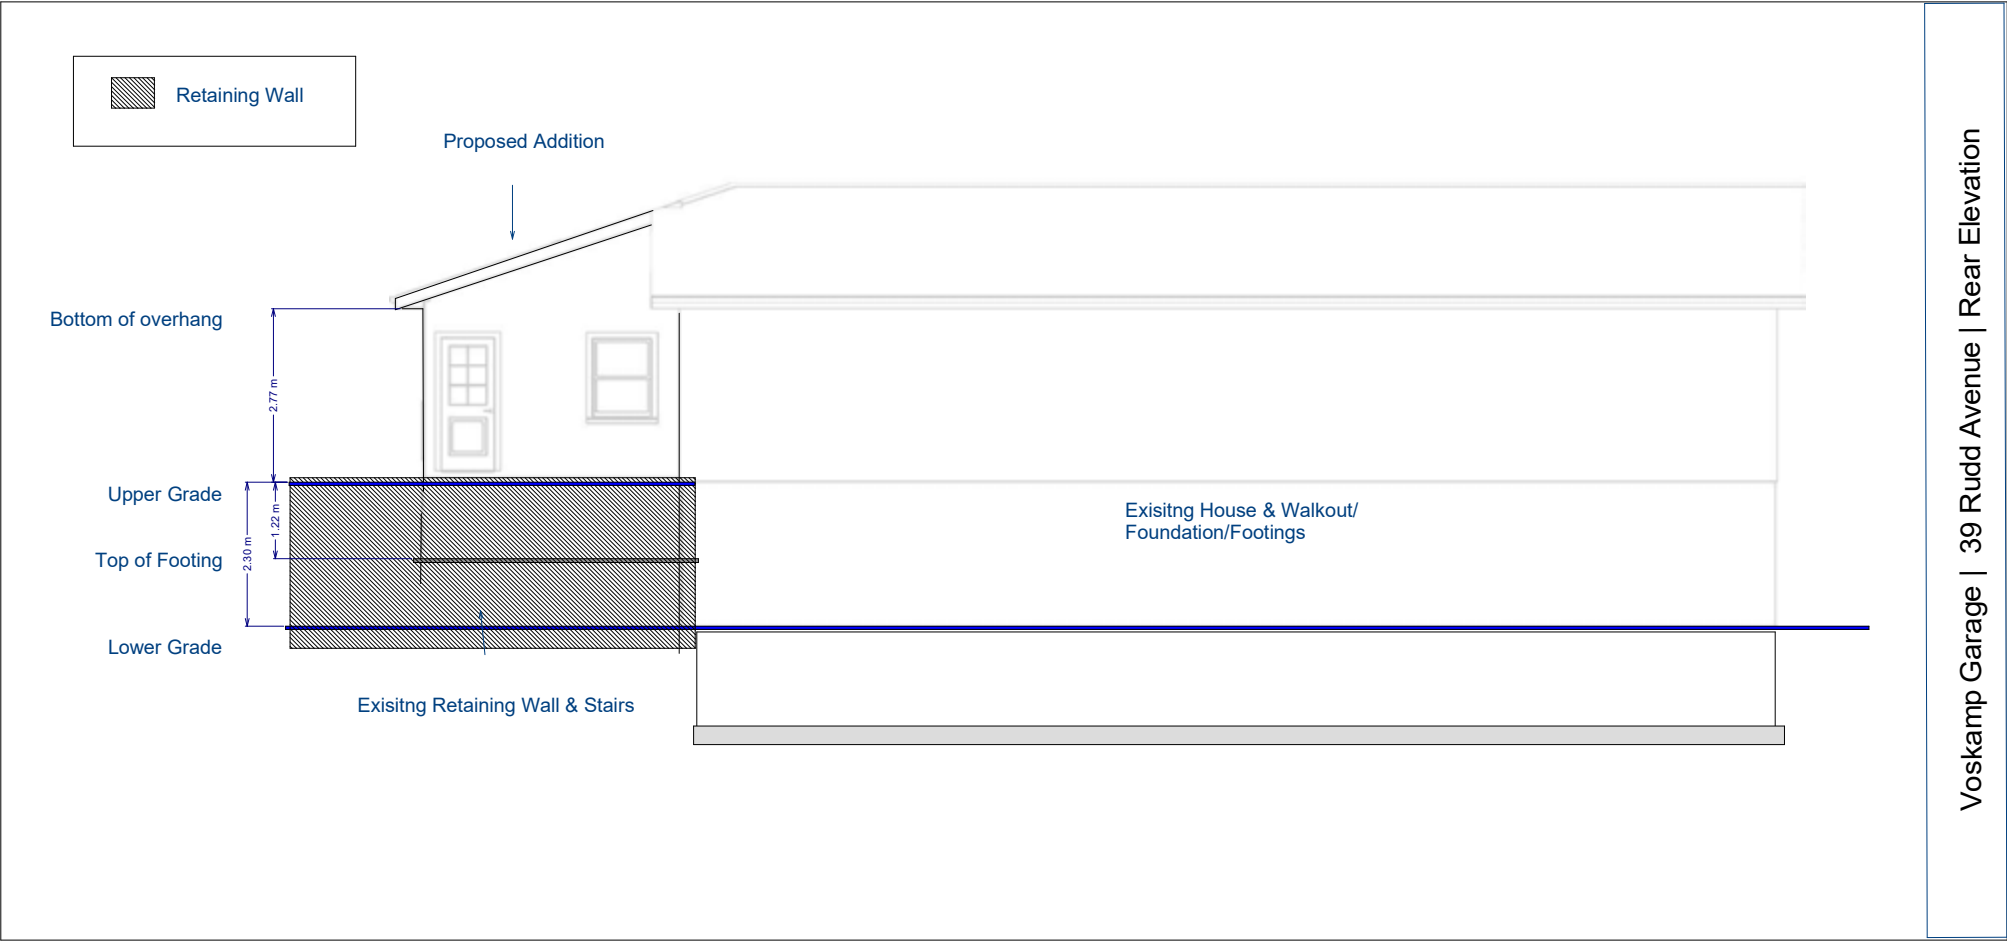 Retaining Wall
Proposed Addition
Bottom of overhang
2.77 m
Upper Grade
1.22 m
2.30 m
Top of Footing
Lower Grade
Exisitng House & Walkout/
Foundation/Footings
Exisitng Retaining Wall & Stairs
Voskamp Garage | 39 Rudd Avenue | Rear Elevation